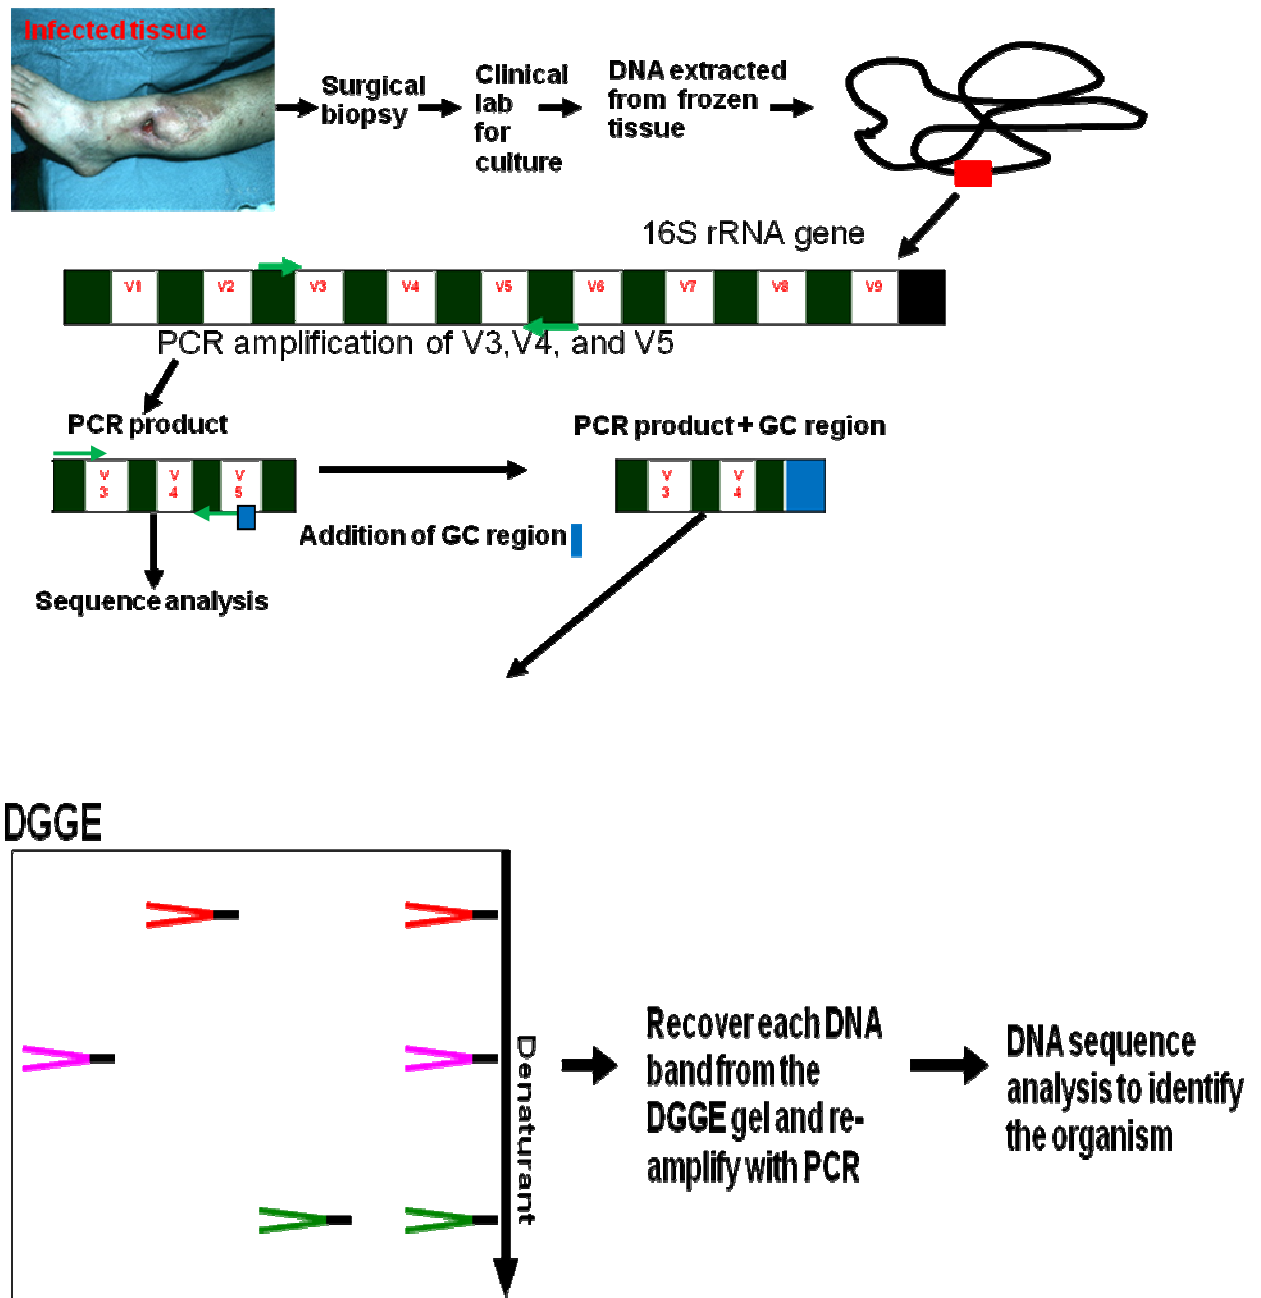 Infected tissue
Surgical
biopsy
Clinical
lab
for
culture
DNA extracted
from frozen
tissue
16S rRNA gene
V1 V2 V3 V4 V5 V6 V7 V8 V9
PCR amplification of V3,V4, and V5
PCR product
V
3
V
4
V
5
Sequence analysis
Addition of GC region
PCR product + GC region
V
3
V
4
DGGE
Denaturant
Recover each DNA
band from the
DGGE gel and re-
amplify with PCR
DNA sequence
analysis to identify
the organism